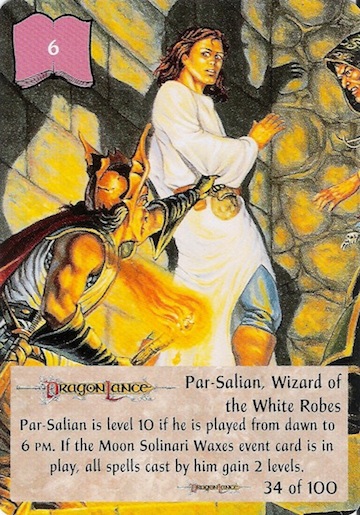 6
DRAGONLANCE
Par-Salian, Wizard of
the White Robes
Par-Salian is level 10 if he is played from dawn to
6 PM. If the Moon Solinari Waxes event card is in
play, all spells cast by him gain 2 levels.
DRAGONLANCE 34 of 100